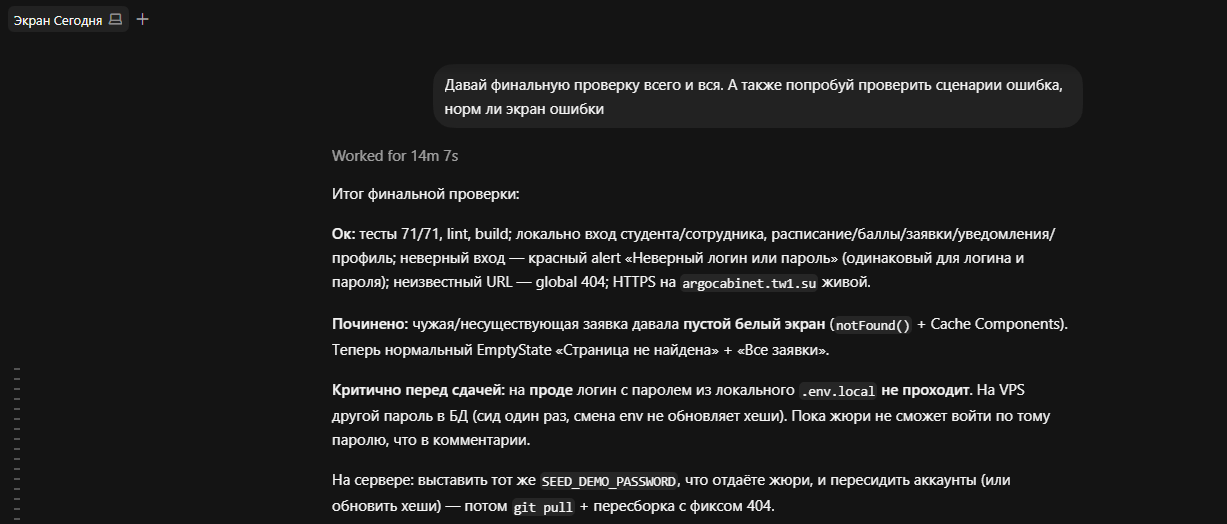 Экран Сегодня
Давай финальную проверку всего и вся. А также попробуй проверить сценарии ошибка,
норм ли экран ошибки
Worked for 14m 7s
Итог финальной проверки:
Ок: тесты 71/71, lint, build; локально вход студента/сотрудника, расписание/баллы/заявки/уведомления/
профиль; неверный вход — красный alert «Неверный логин или пароль» (одинаковый для логина и
пароля); неизвестный URL — global 404; HTTPS на argocabinet.tw1.su живой.
Починено: чужая/несуществующая заявка давала пустой белый экран (notFound() + Cache Components).
Теперь нормальный EmptyState «Страница не найдена» + «Все заявки».
Критично перед сдачей: на проде логин с паролем из локального .env.local не проходит. На VPS
другой пароль в БД (сид один раз, смена env не обновляет хеши). Пока жюри не сможет войти по тому
паролю, что в комментарии.
На сервере: выставить тот же SEED_DEMO_PASSWORD, что отдаёте жюри, и пересидить аккаунты (или
обновить хеши) — потом git pull + пересборка с фиксом 404.